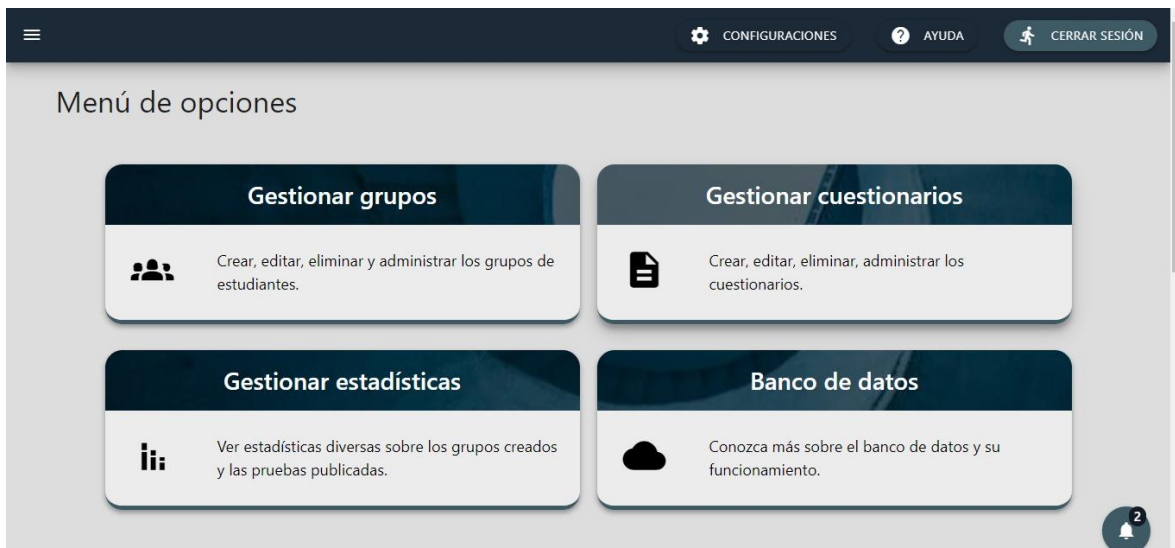 CONFIGURACIONES
AYUDA
CERRAR SESIÓN
Menú de opciones
Gestionar grupos
Crear, editar, eliminar y administrar los grupos de
estudiantes.
Gestionar cuestionarios
Crear, editar, eliminar, administrar los
cuestionarios.
Gestionar estadísticas
Ver estadísticas diversas sobre los grupos creados
y las pruebas publicadas.
Banco de datos
Conozca más sobre el banco de datos y su
funcionamiento.
2